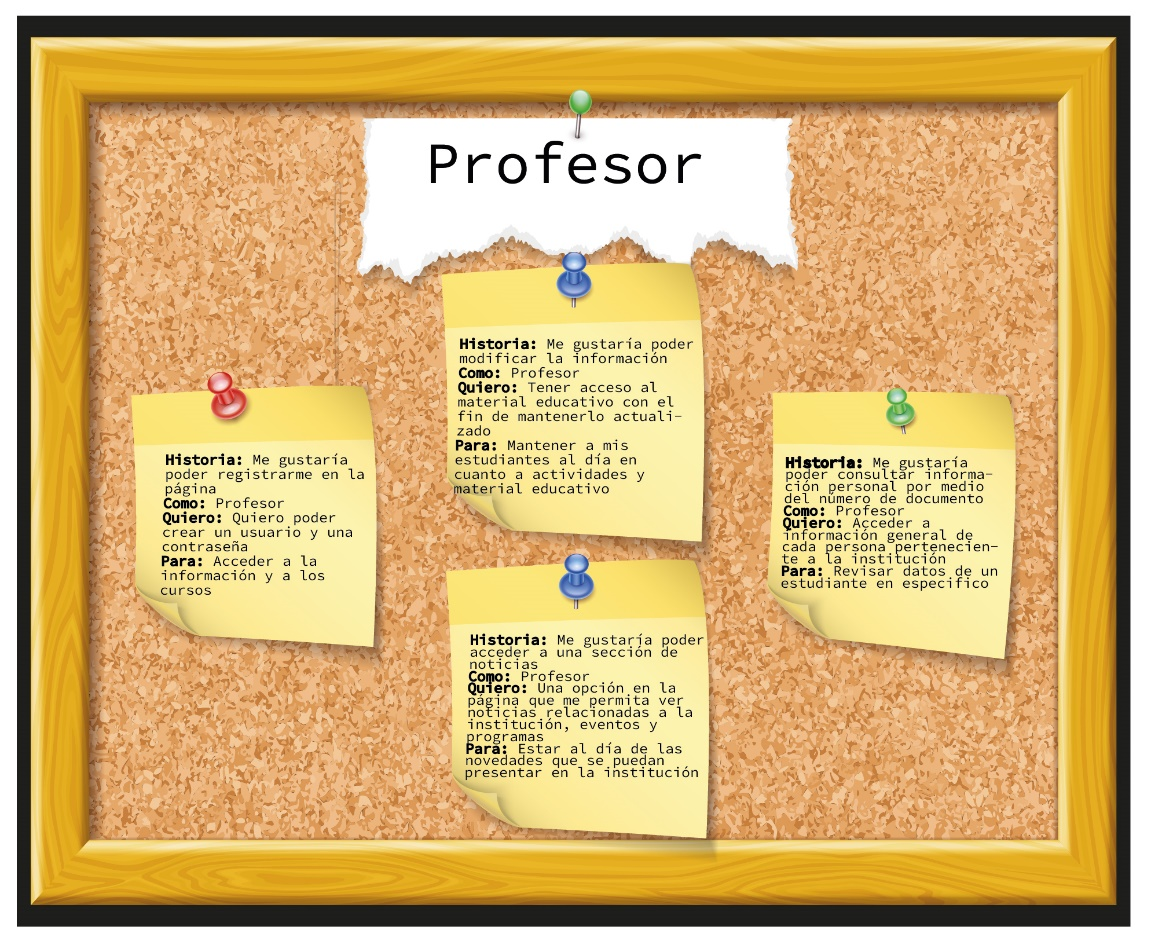 Profesor
Historia: Me gustaría poder
modificar la información
Como: Profesor
Quiero: Tener acceso al
material educativo con el
fin de mantenerlo actuali-
zado
Para: Mantener a mis
estudiantes al día en
cuanto a actividades y
material educativo
Historia: Me gustaría
poder registrarme en la
página
Como: Profesor
Quiero: Quiero poder
crear un usuario y una
contraseña
Para: Acceder a la
información y a los
cursos
Historia: Me gustaría
poder consultar informa-
ción personal por medio
del número de documento
Como: Profesor
Quiero: Acceder a
información general de
cada persona pertenecien-
te a la institución
Para: Revisar datos de un
estudiante en especifico
Historia: Me gustaría poder
acceder a una sección de
noticias
Como: Profesor
Quiero: Una opción en la
página que me permita ver
noticias relacionadas a la
institución, eventos y
programas
Para: Estar al día de las
novedades que se puedan
presentar en la institución